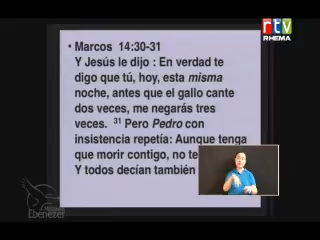 rtv
RHEMA
• Marcos 14:30-31
Y Jesús le dijo : En verdad te
digo que tú, hoy, esta misma
noche, antes que el gallo cante
dos veces, me negarás tres
veces. 31 Pero Pedro con
insistencia repetía: Aunque tenga
que morir contigo, no te
Y todos decían también
Ebenezer